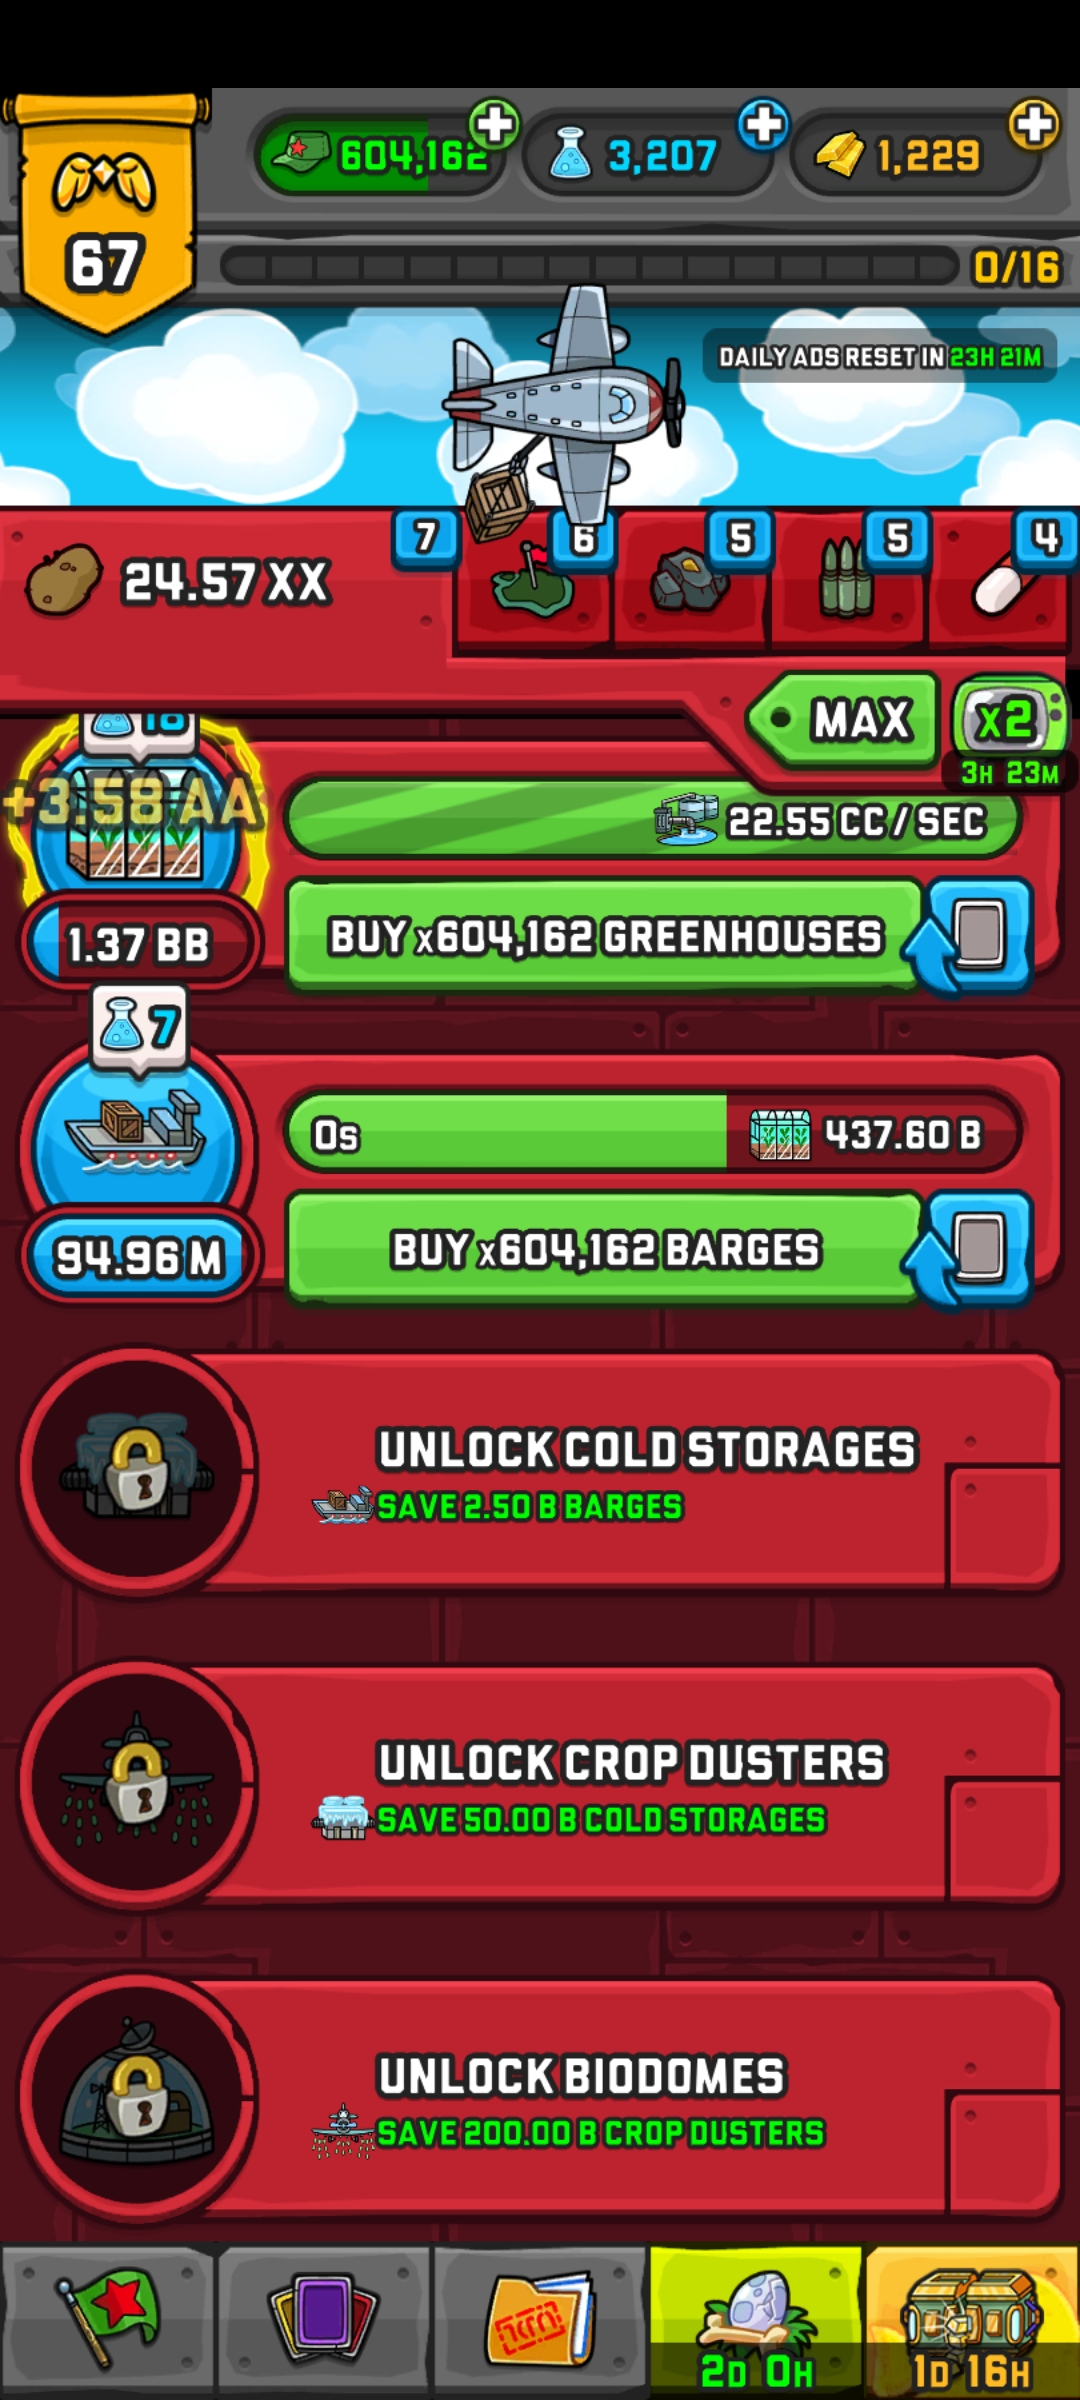 604,162
3,207
1,229
67
0/16
DAILY ADS RESET IN 23H 21M
24.57 XX
7
6
5
5
4
MAX
x2
3H 23M
18
+3.58 AA
22.55 CC / SEC
1.37 BB
BUY x604,162 GREENHOUSES
7
0s
437.60 B
94.96 M
BUY x604,162 BARGES
UNLOCK COLD STORAGES
SAVE 2.50 B BARGES
UNLOCK CROP DUSTERS
SAVE 50.00 B COLD STORAGES
UNLOCK BIODOMES
SAVE 200.00 B CROP DUSTERS
2D 0H
1D 16H